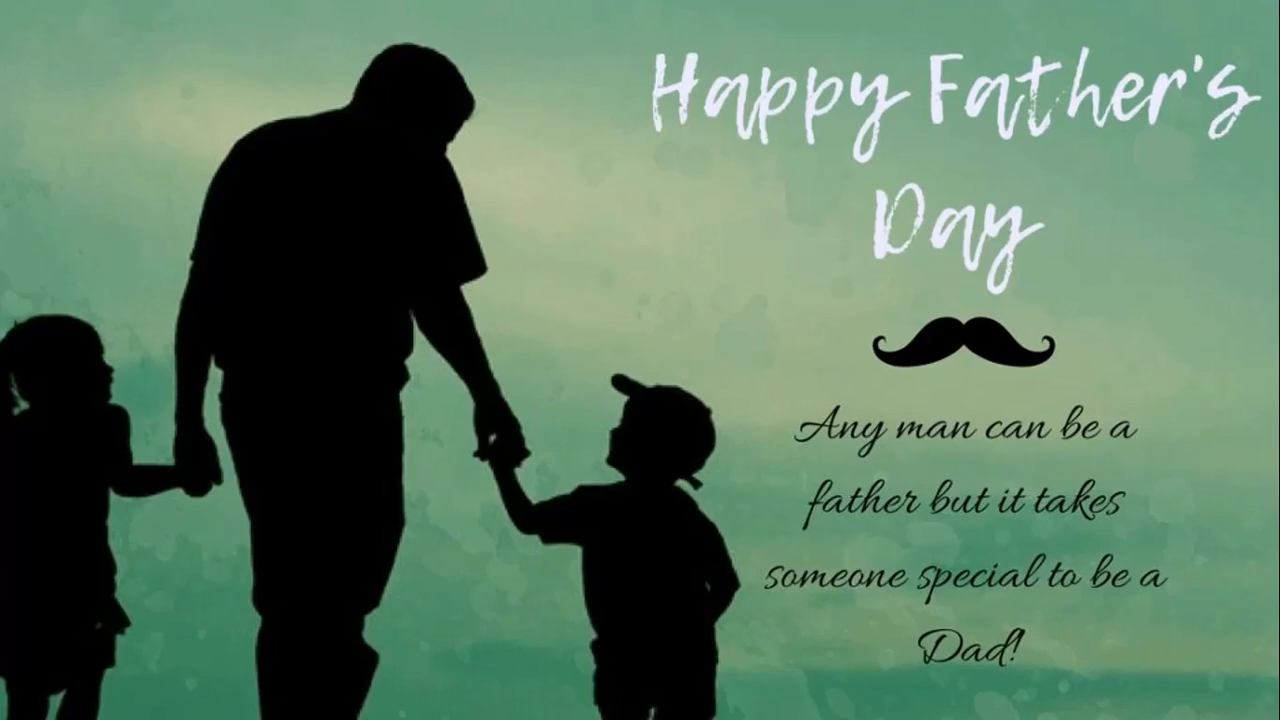 Happy Father's
Day
Any man can be a
father but it takes
someone special to be a
Dad!